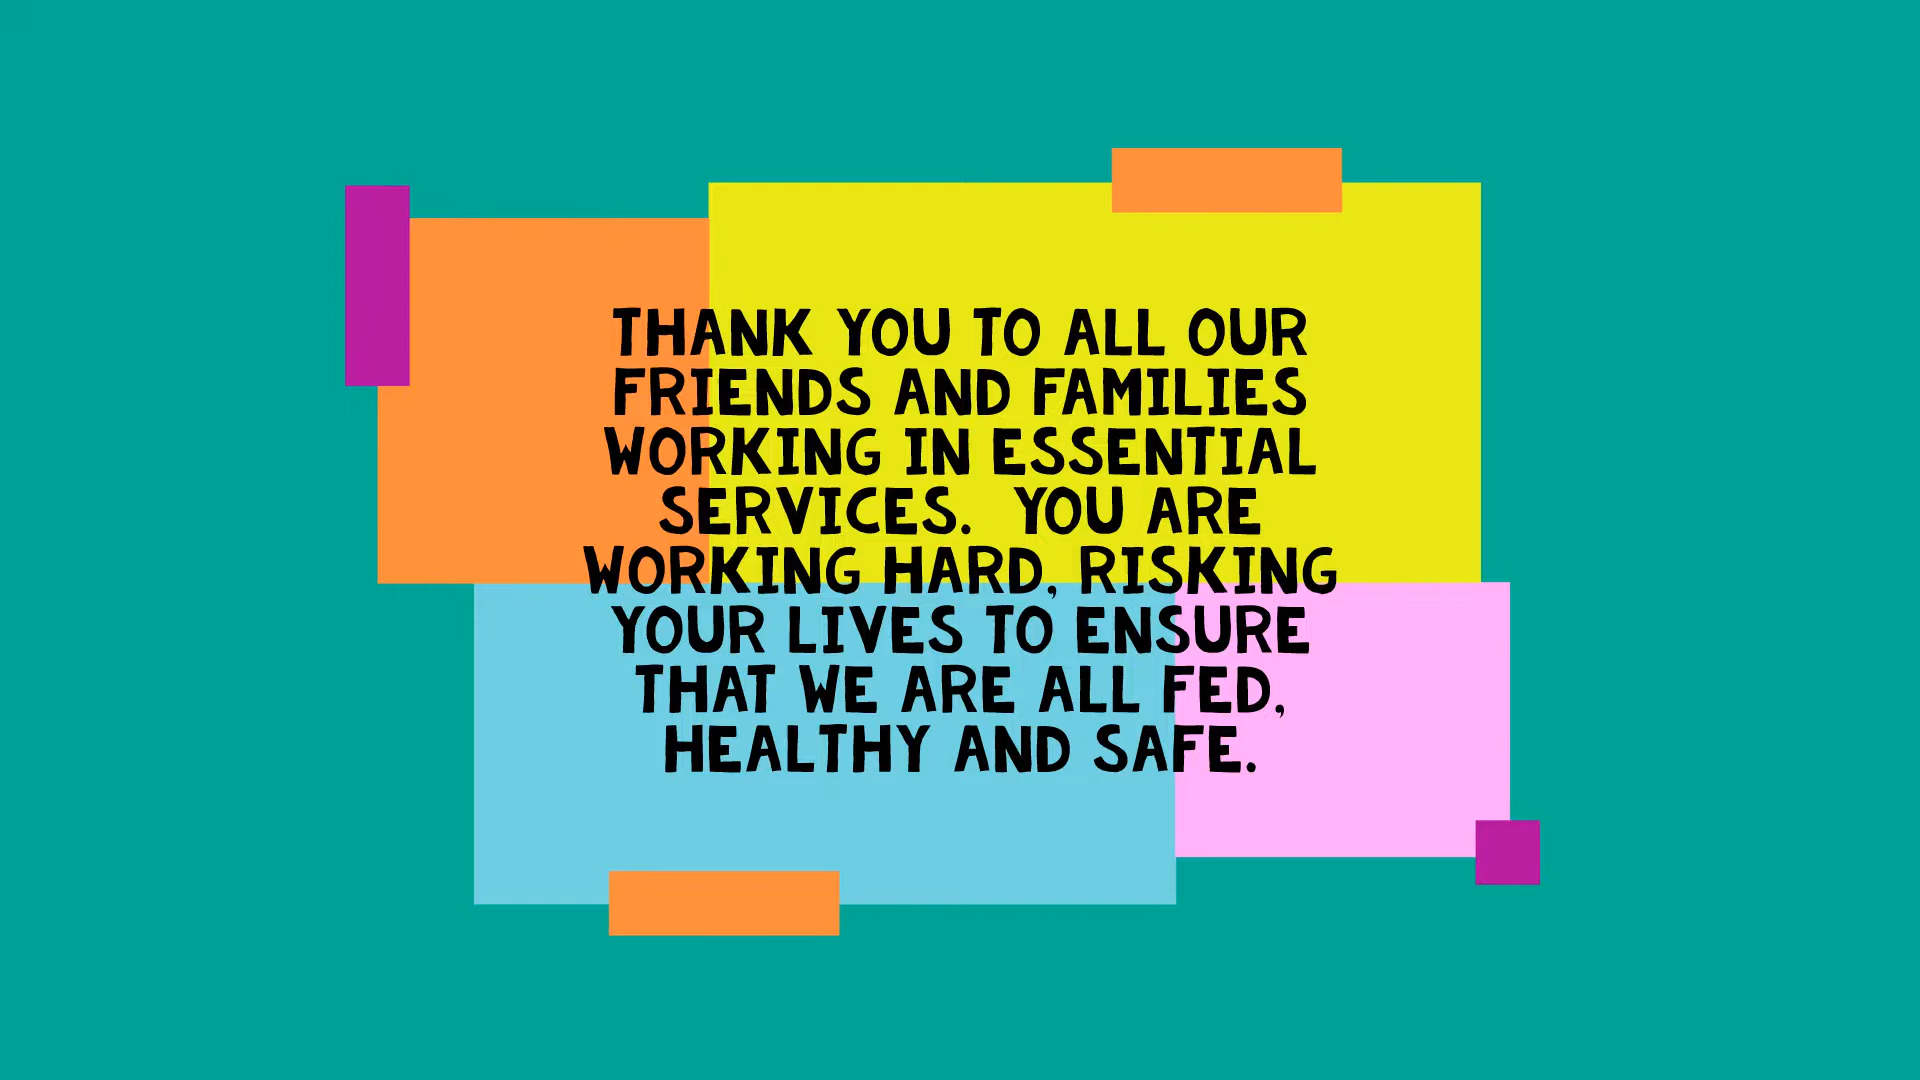 THANK YOU TO ALL OUR
FRIENDS AND FAMILIES
WORKING IN ESSENTIAL
SERVICES.  YOU ARE
WORKING HARD, RISKING
YOUR LIVES TO ENSURE
THAT WE ARE ALL FED,
HEALTHY AND SAFE.